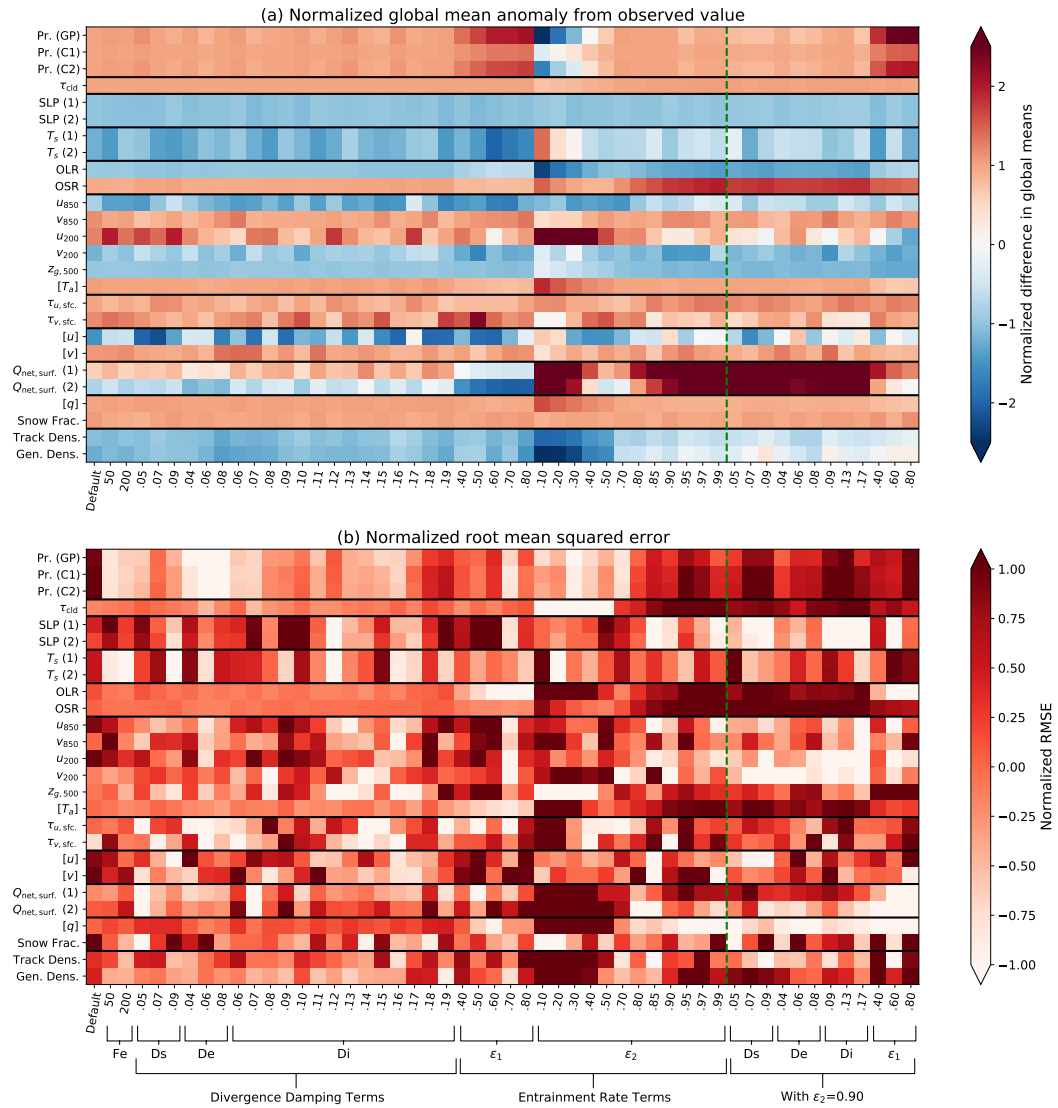 (a) Normalized global mean anomaly from observed value
Pr. (GP)
Pr. (C1)
Pr. (C2)
τcld
SLP (1)
SLP (2)
Ts (1)
Ts (2)
OLR
OSR
u850
v850
u200
v200
zg,500
[Ta]
τu,sfc.
τv,sfc.
[u]
[v]
Qnet,surf. (1)
Qnet,surf. (2)
[q]
Snow Frac.
Track Dens.
Gen. Dens.
Default 50 200 .05 .07 .09 .04 .06 .08 .06 .07 .08 .09 .10 .11 .12 .13 .14 .15 .16 .17 .18 .19 .40 .50 .60 .70 .80 .10 .20 .30 .40 .50 .70 .80 .85 .90 .95 .97 .99 .05 .07 .09 .04 .06 .08 .09 .13 .17 .40 .60 .80
2
1
0
−1
−2
Normalized difference in global means
(b) Normalized root mean squared error
Pr. (GP)
Pr. (C1)
Pr. (C2)
τcld
SLP (1)
SLP (2)
Ts (1)
Ts (2)
OLR
OSR
u850
v850
u200
v200
zg,500
[Ta]
τu,sfc.
τv,sfc.
[u]
[v]
Qnet,surf. (1)
Qnet,surf. (2)
[q]
Snow Frac.
Track Dens.
Gen. Dens.
Default 50 200 .05 .07 .09 .04 .06 .08 .06 .07 .08 .09 .10 .11 .12 .13 .14 .15 .16 .17 .18 .19 .40 .50 .60 .70 .80 .10 .20 .30 .40 .50 .70 .80 .85 .90 .95 .97 .99 .05 .07 .09 .04 .06 .08 .09 .13 .17 .40 .60 .80
1.00
0.75
0.50
0.25
0.00
−0.25
−0.50
−0.75
−1.00
Normalized RMSE
Fe Ds De Di ε1 ε2 Ds De Di ε1
Divergence Damping Terms Entrainment Rate Terms With ε2=0.90